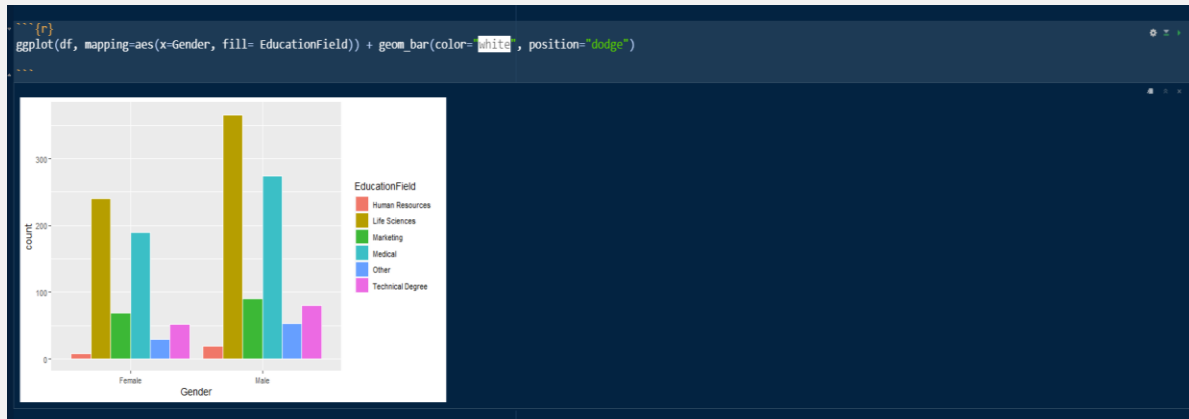 ```{r}
ggplot(df, mapping=aes(x=Gender, fill= EducationField)) + geom_bar(color="white", position="dodge")
```
300
200
100
0
count
Female
Male
Gender
EducationField
Human Resources
Life Sciences
Marketing
Medical
Other
Technical Degree